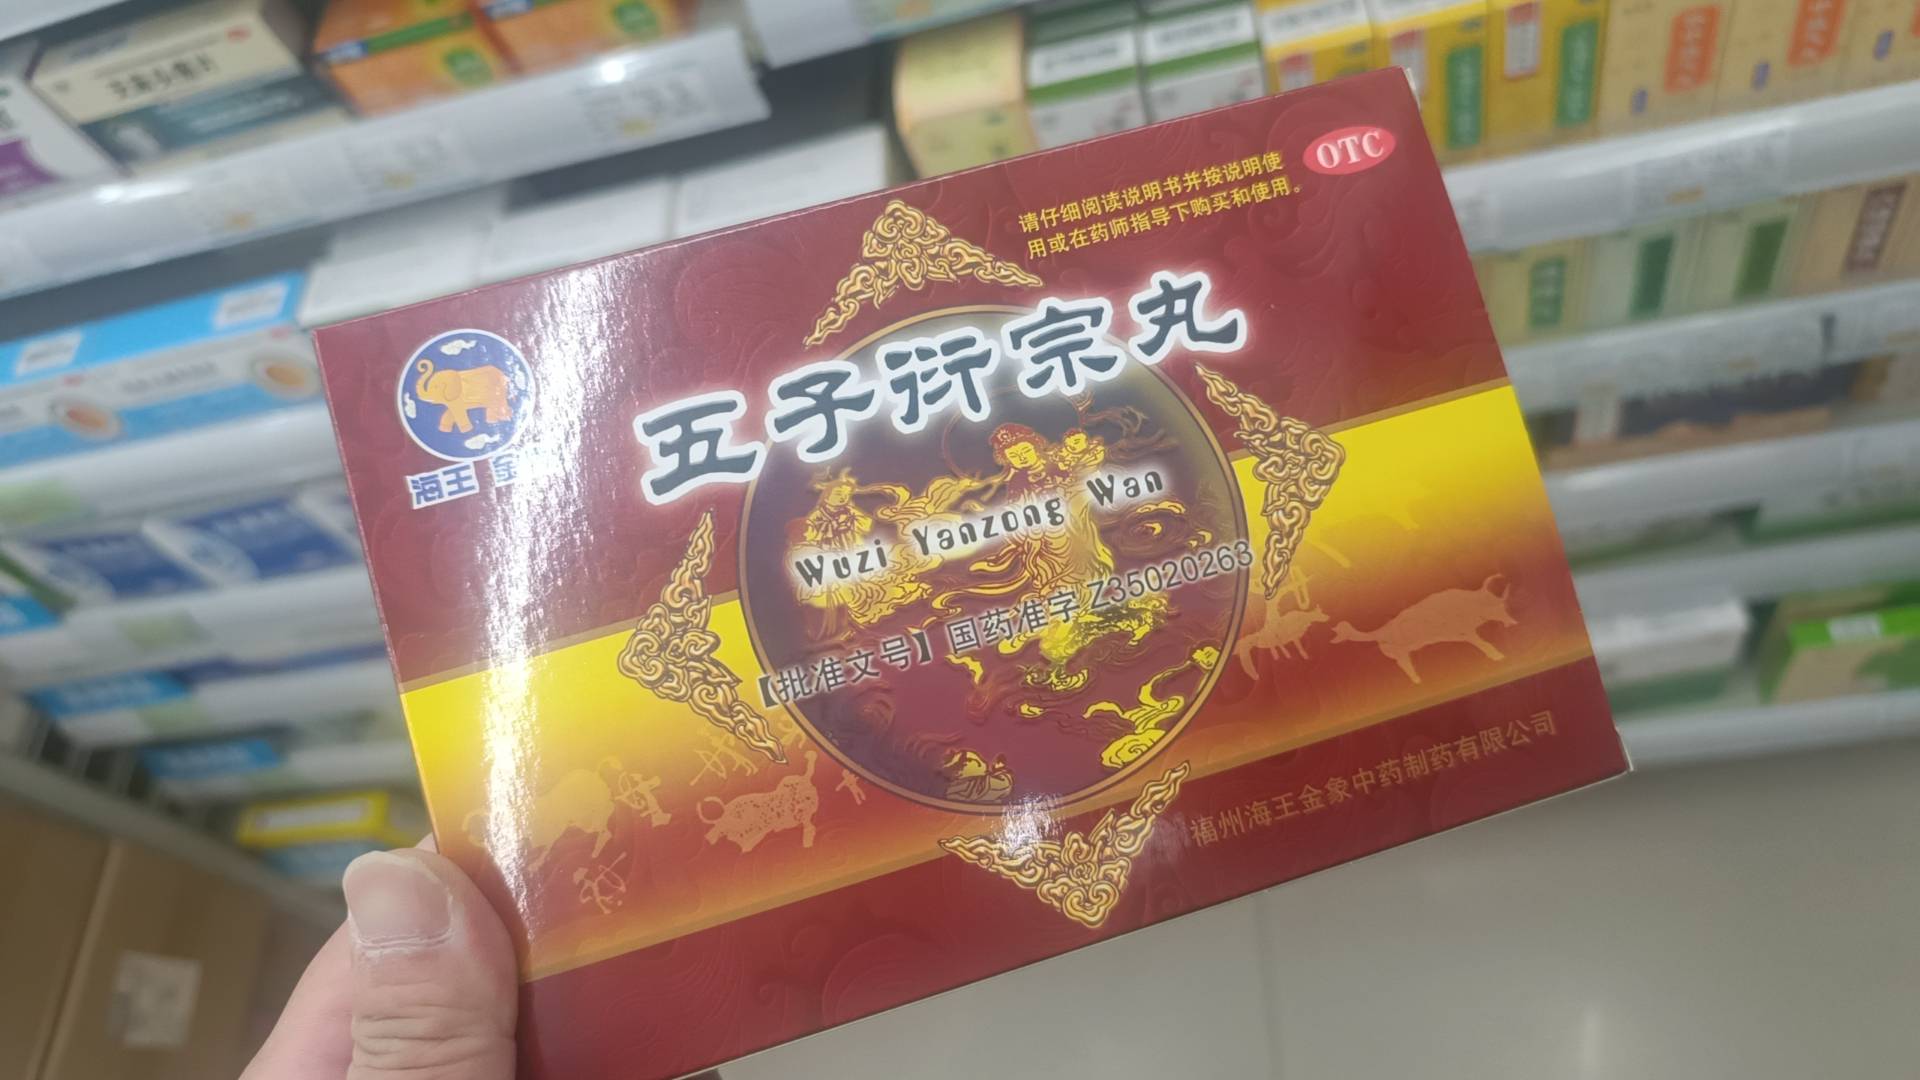 OTC
请仔细阅读说明书并按说明使
用或在药师指导下购买和使用。
五子衍宗丸
Wuzi Yanzong Wan
【批准文号】国药准字Z35020263
海王 金
福州海王金象中药制药有限公司